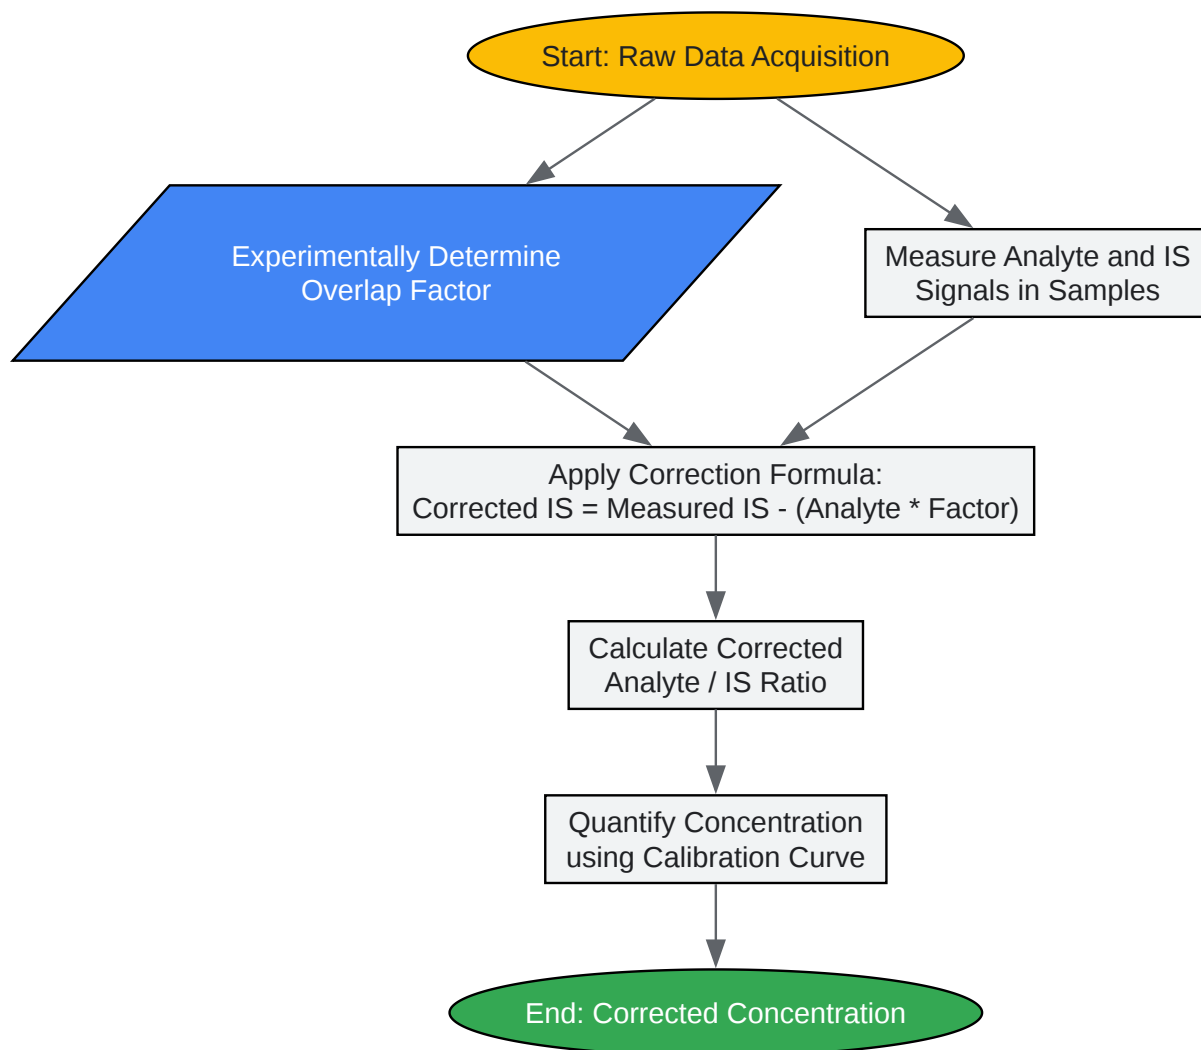 Start: Raw Data Acquisition
Experimentally Determine
Overlap Factor
Measure Analyte and IS
Signals in Samples
Apply Correction Formula:
Corrected IS = Measured IS - (Analyte * Factor)
Calculate Corrected
Analyte / IS Ratio
Quantify Concentration
using Calibration Curve
End: Corrected Concentration